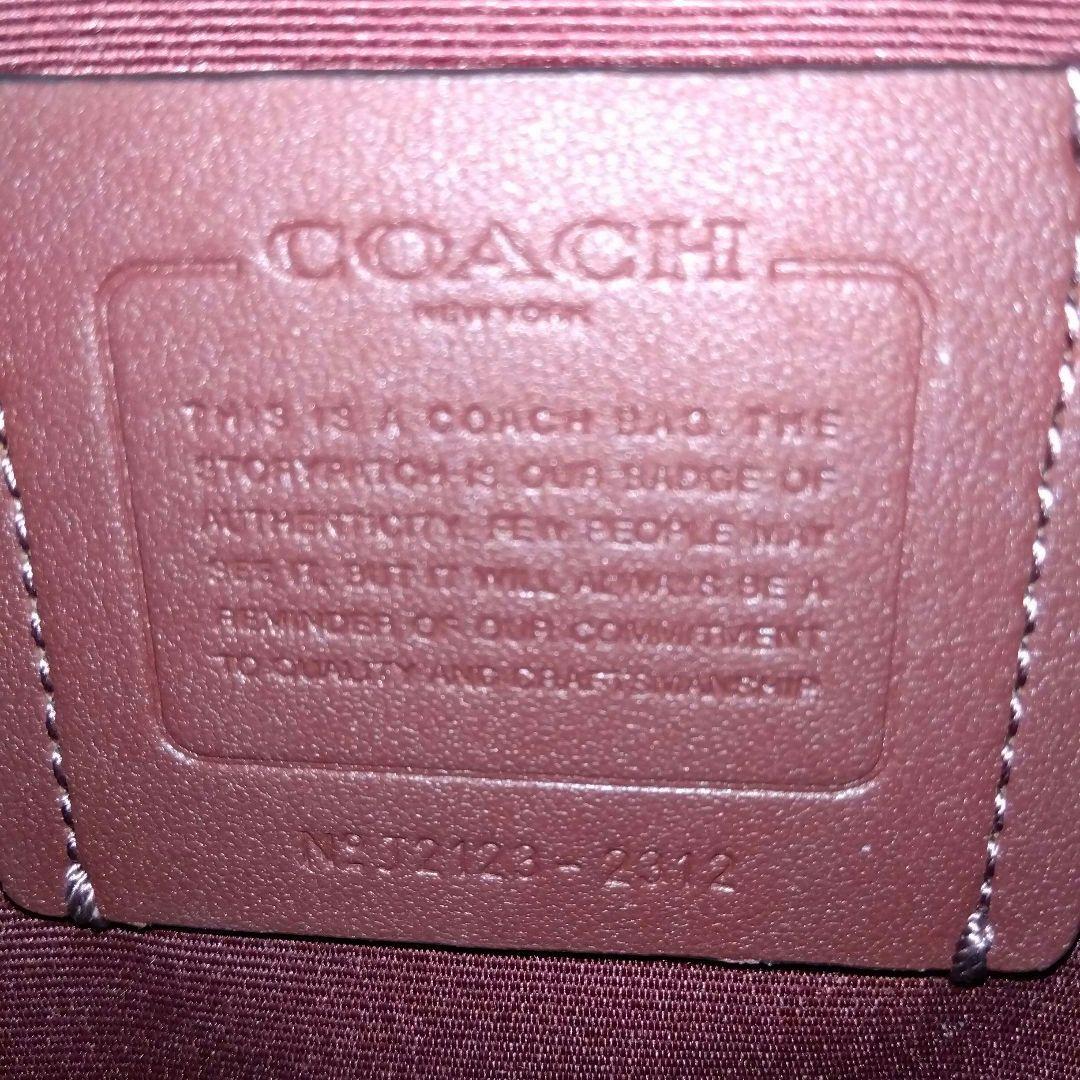 COACH
NEW YORK
THIS IS A COACH BAG. THE
STORYPATCH IS OUR BADGE OF
AUTHENTICITY. FEW PEOPLE MAY
SEE IT, BUT IT WILL ALWAYS BE A
REMINDER OF OUR COMMITMENT
TO QUALITY AND CRAFTSMANSHIP.
Nº J2123-2312